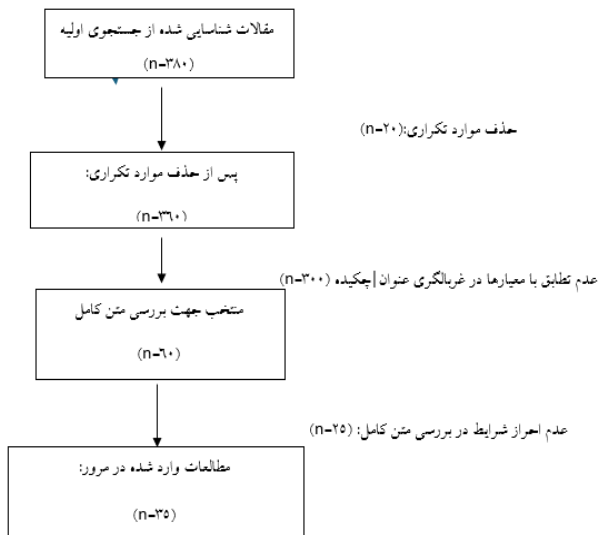 مقالات شناسایی شده از جستجوی اولیه
(n-۳۸۰)
حذف موارد تکراری:(n-۲۰)
پس از حذف موارد تکراری:
(n-۳۶۰)
عدم تطابق با معیارها در غربالگری عنوان |چکیده (n-۳۰۰)
منتخب جهت بررسی متن کامل
(n-۶۰)
عدم احراز شرایط در بررسی متن کامل: (n-۲۵)
مطالعات وارد شده در مرور:
(n-۳۵)